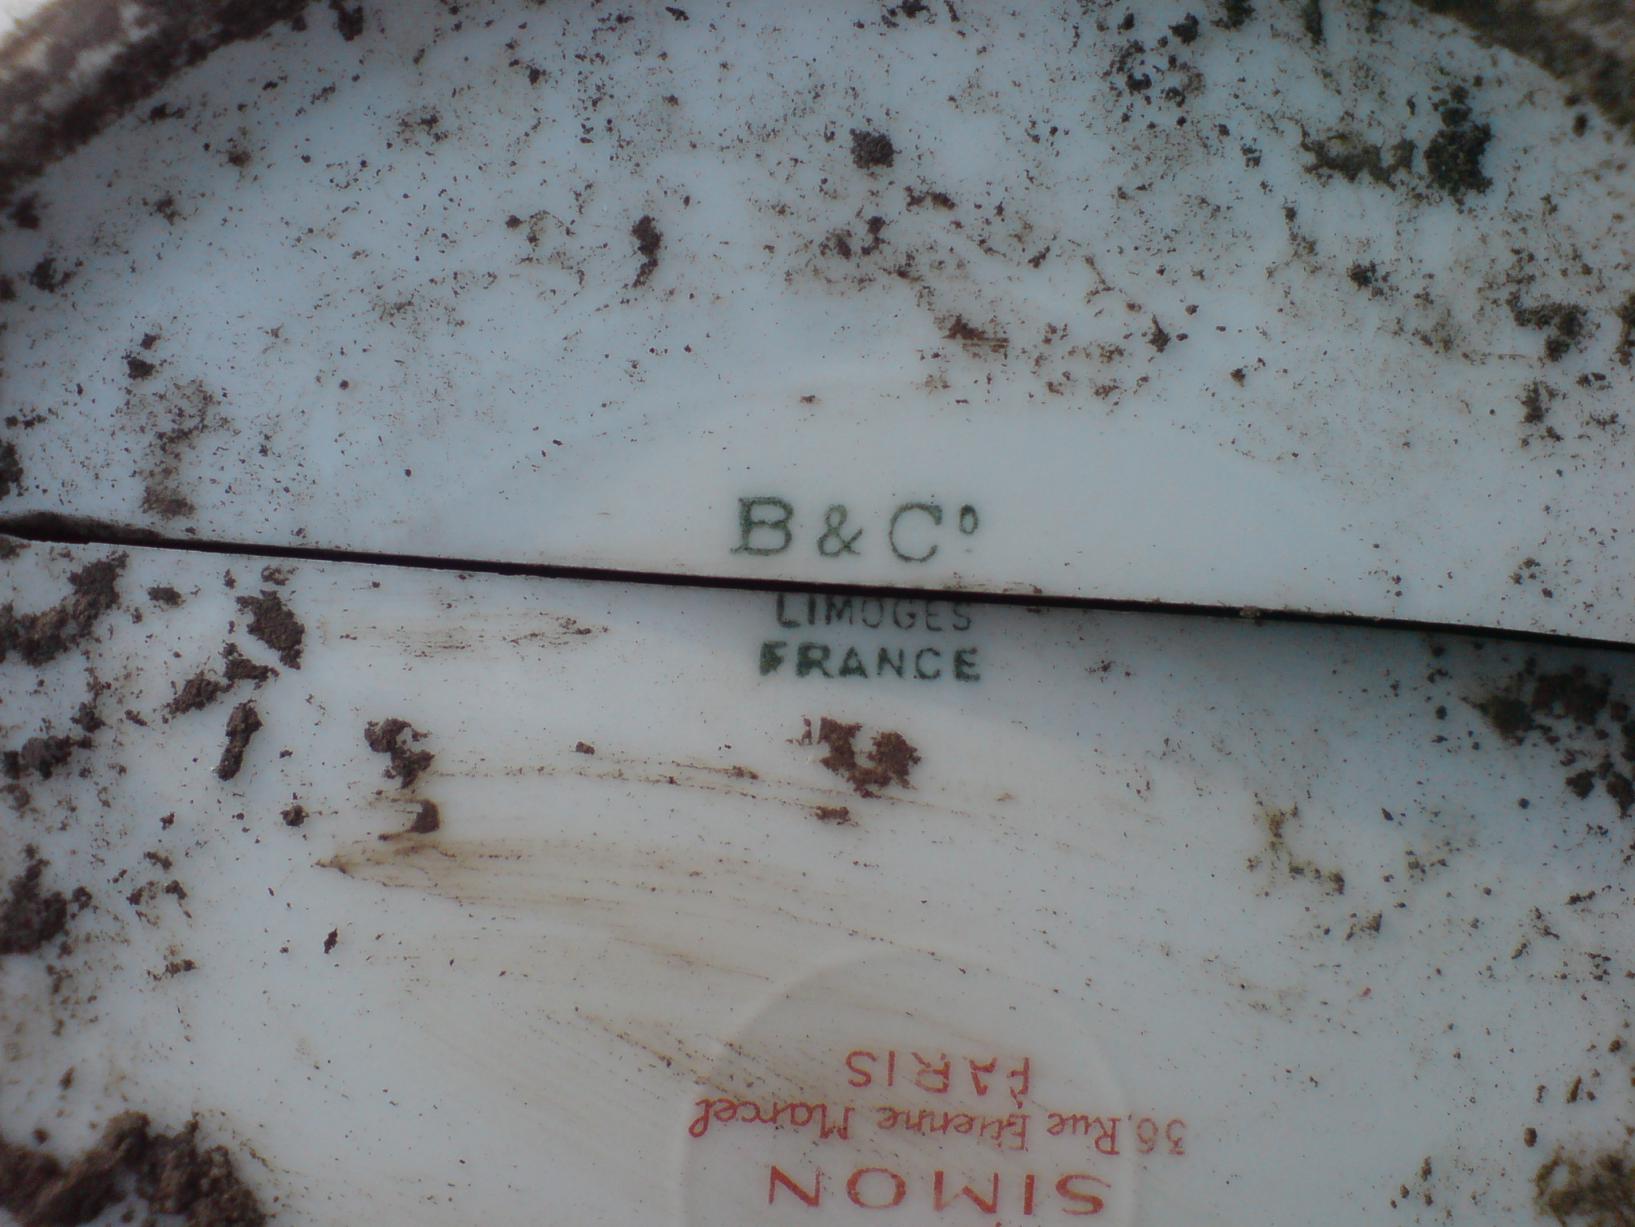 B & Cº
LIMOGES
FRANCE
SIMON
36, Rue Etienne Marcel
PARIS